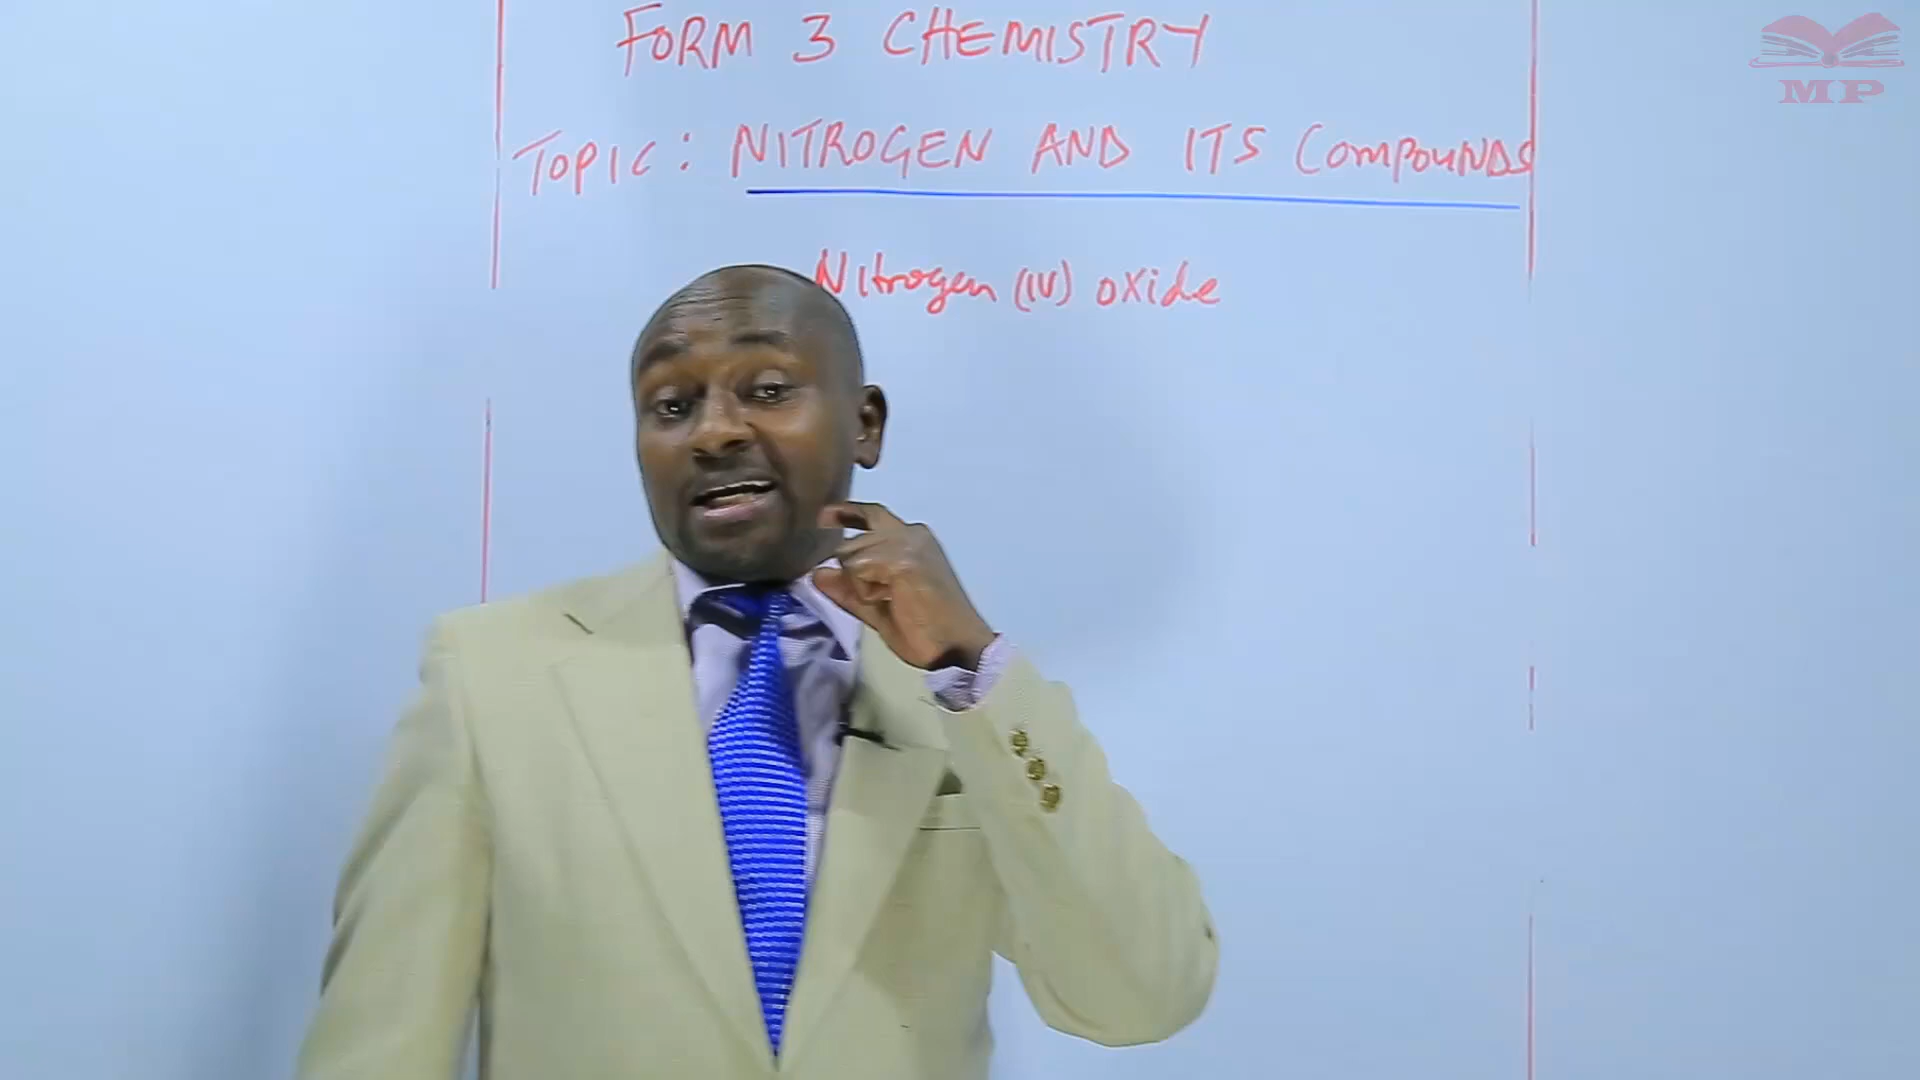 FORM 3 CHEMISTRY
TOPIC: NITROGEN AND ITS COMPOUNDS
Nitrogen (IV) oxide
MP